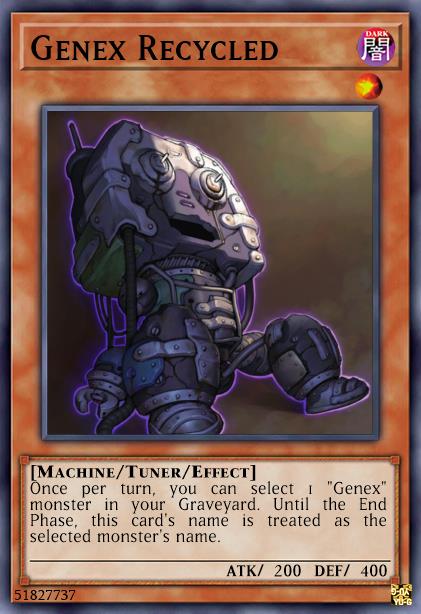 GENEX RECYCLED
DARK
闇
[MACHINE/TUNER/EFFECT]
Once per turn, you can select 1 "Genex"
monster in your Graveyard. Until the End
Phase, this card's name is treated as the
selected monster's name.
ATK/ 200 DEF/ 400
51827737